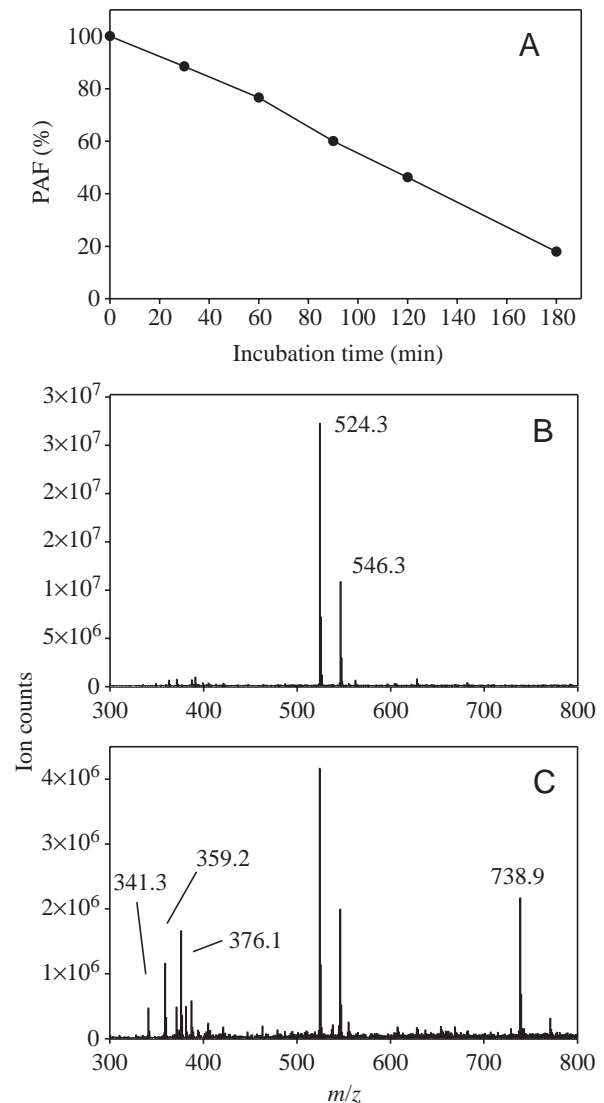 A
100
80
60
40
20
0
PAF (%)
0 20 40 60 80 100 120 140 160 180
Incubation time (min)
B
3×10⁷
3×10⁷
2×10⁷
2×10⁷
1×10⁷
5×10⁶
0
524.3
546.3
300 400 500 600 700 800
Ion counts
C
4×10⁶
3×10⁶
2×10⁶
1×10⁶
0
359.2
341.3
376.1
738.9
300 400 500 600 700 800
m/z